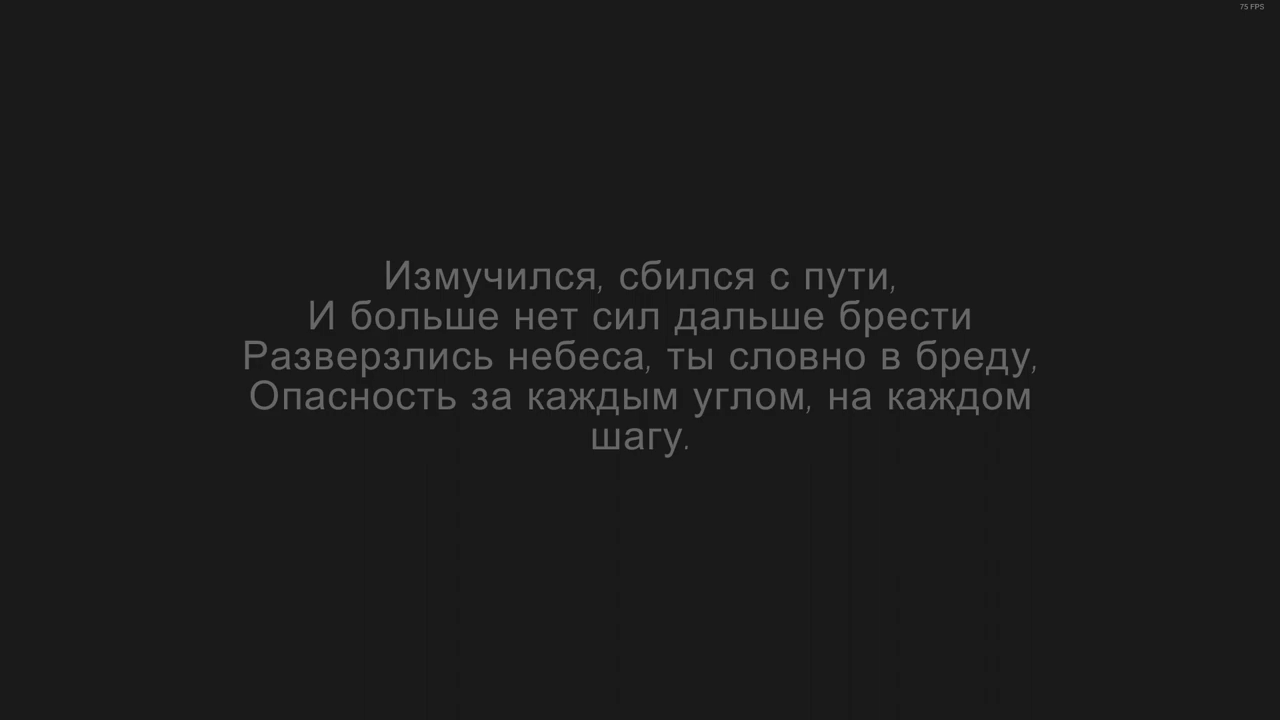 75 FPS
Измучился, сбился с пути,
И больше нет сил дальше брести
Разверзлись небеса, ты словно в бреду,
Опасность за каждым углом, на каждом
шагу.